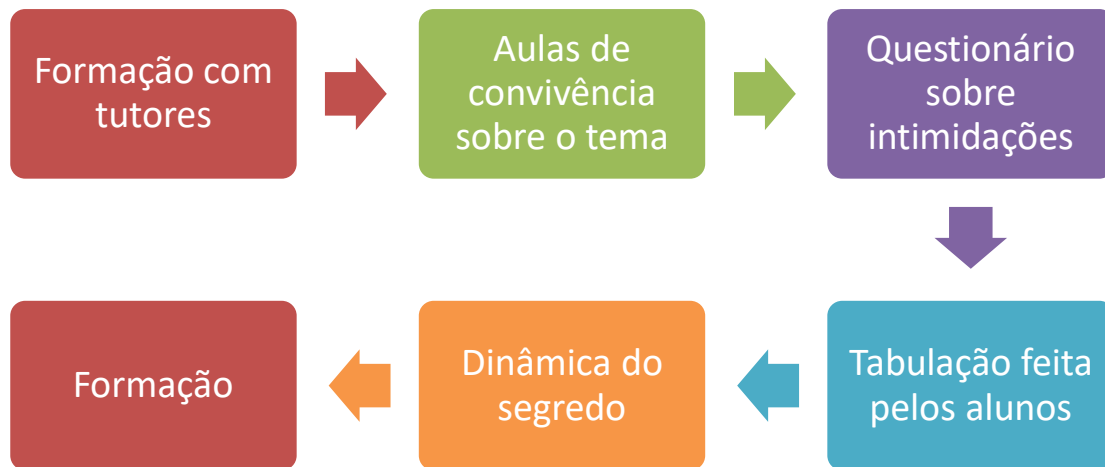 Formação com
tutores
Aulas de
convivência
sobre o tema
Questionário
sobre
intimidações
Tabulação feita
pelos alunos
Dinâmica do
segredo
Formação